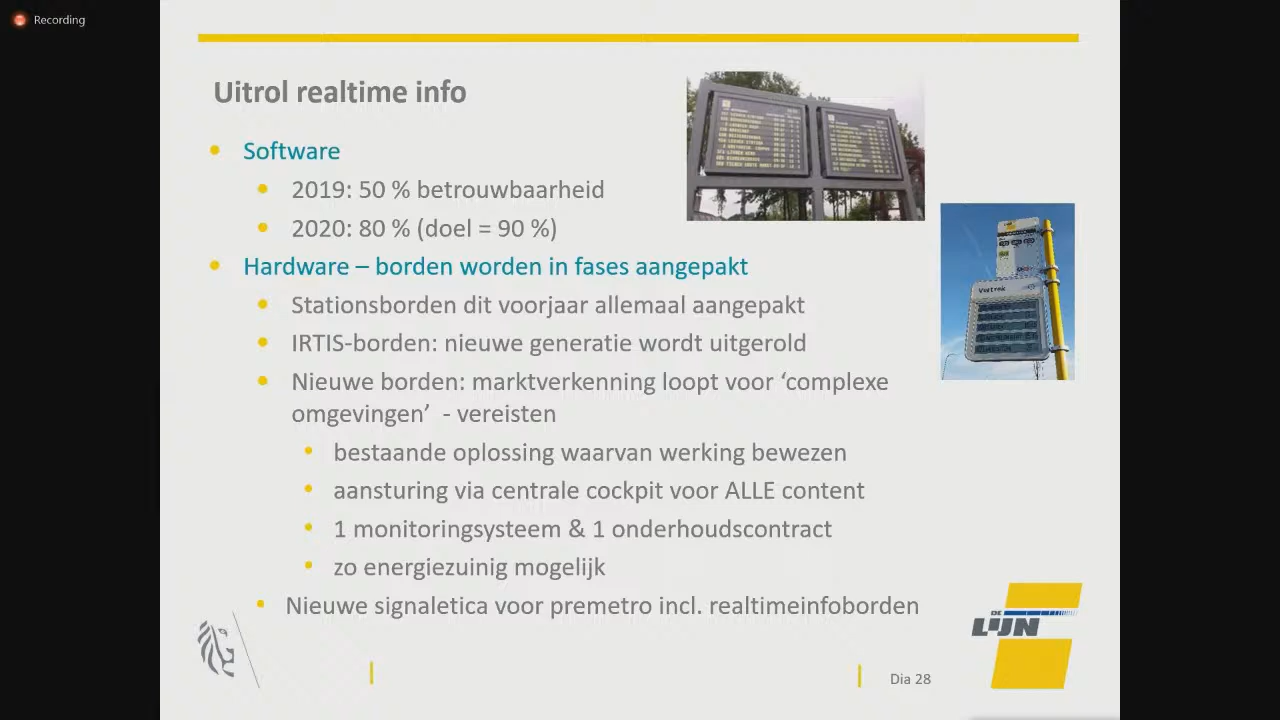 Recording
Uitrol realtime info
• Software
• 2019: 50 % betrouwbaarheid
• 2020: 80 % (doel = 90 %)
• Hardware – borden worden in fases aangepakt
• Stationsborden dit voorjaar allemaal aangepakt
• IRTIS-borden: nieuwe generatie wordt uitgerold
• Nieuwe borden: marktverkenning loopt voor ‘complexe
omgevingen’ - vereisten
• bestaande oplossing waarvan werking bewezen
• aansturing via centrale cockpit voor ALLE content
• 1 monitoringsysteem & 1 onderhoudscontract
• zo energiezuinig mogelijk
• Nieuwe signaletica voor premetro incl. realtimeinfoborden
Vertrek
DE
LIJN
Dia 28